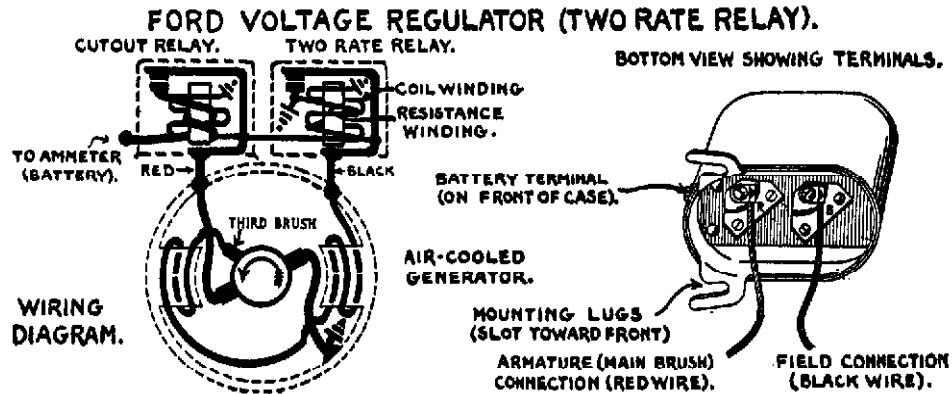 FORD VOLTAGE REGULATOR (TWO RATE RELAY).
CUTOUT RELAY.
TWO RATE RELAY.
BOTTOM VIEW SHOWING TERMINALS.
COIL WINDING
RESISTANCE
WINDING.
TO AMMETER
(BATTERY).
RED
BLACK
BATTERY TERMINAL
(ON FRONT OF CASE).
THIRD BRUSH
AIR-COOLED
GENERATOR.
WIRING
DIAGRAM.
MOUNTING LUGS
(SLOT TOWARD FRONT)
ARMATURE (MAIN BRUSH)
CONNECTION (RED WIRE).
FIELD CONNECTION
(BLACK WIRE).